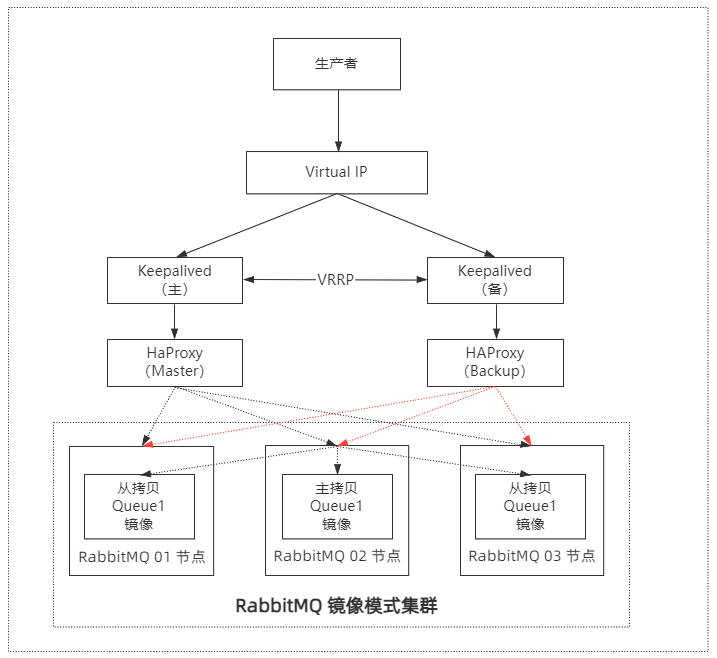 生产者
Virtual IP
Keepalived
（主）
VRRP
Keepalived
（备）
HaProxy
（Master）
HAProxy
（Backup）
从拷贝
Queue1
镜像
主拷贝
Queue1
镜像
从拷贝
Queue1
镜像
RabbitMQ 01 节点
RabbitMQ 02 节点
RabbitMQ 03 节点
RabbitMQ 镜像模式集群